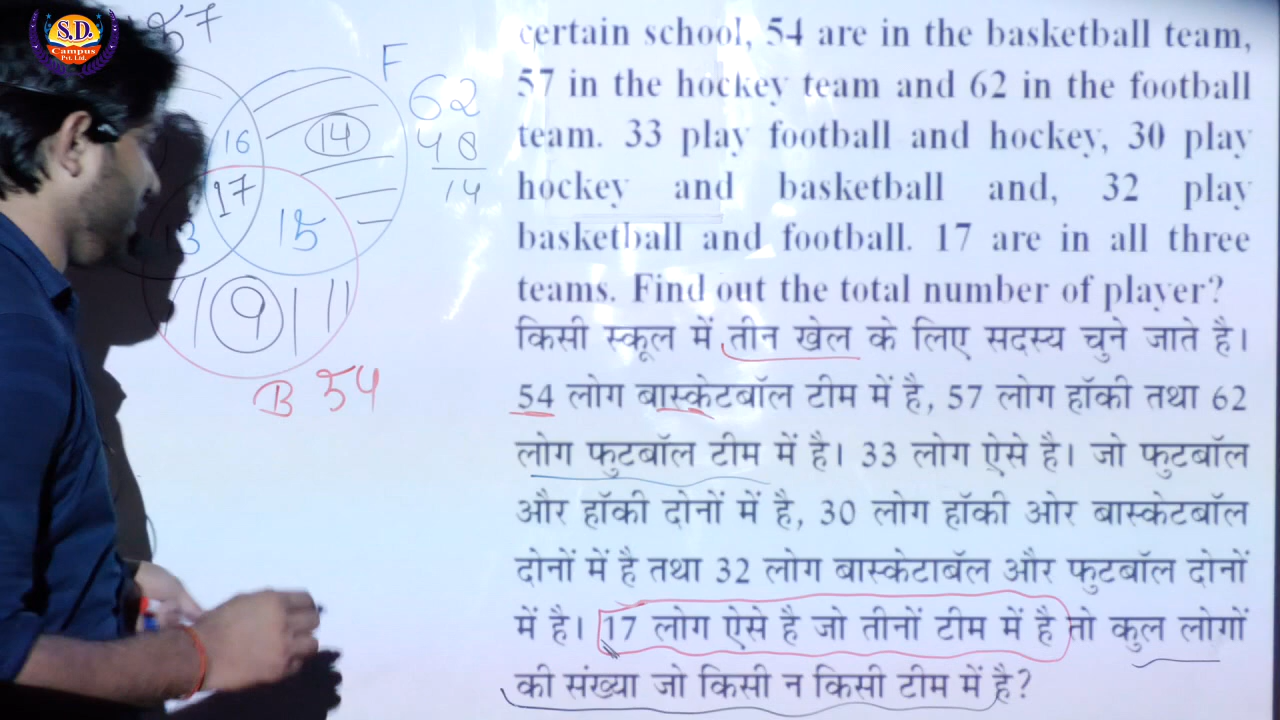 S.D.
Campus
Pvt. Ltd.
57
F
62
48
14
16
14
17
15
3
9
B 54
certain school, 54 are in the basketball team,
57 in the hockey team and 62 in the football
team. 33 play football and hockey, 30 play
hockey and basketball and, 32 play
basketball and football. 17 are in all three
teams. Find out the total number of player?
किसी स्कूल में तीन खेल के लिए सदस्य चुने जाते है।
54 लोग बास्केटबॉल टीम में है, 57 लोग हॉकी तथा 62
लोग फुटबॉल टीम में है। 33 लोग ऐसे है। जो फुटबॉल
और हॉकी दोनों में है, 30 लोग हॉकी ओर बास्केटबॉल
दोनों में है तथा 32 लोग बास्केटाबॅल और फुटबॉल दोनों
में है। 17 लोग ऐसे है जो तीनों टीम में है तो कुल लोगों
की संख्या जो किसी न किसी टीम में है?